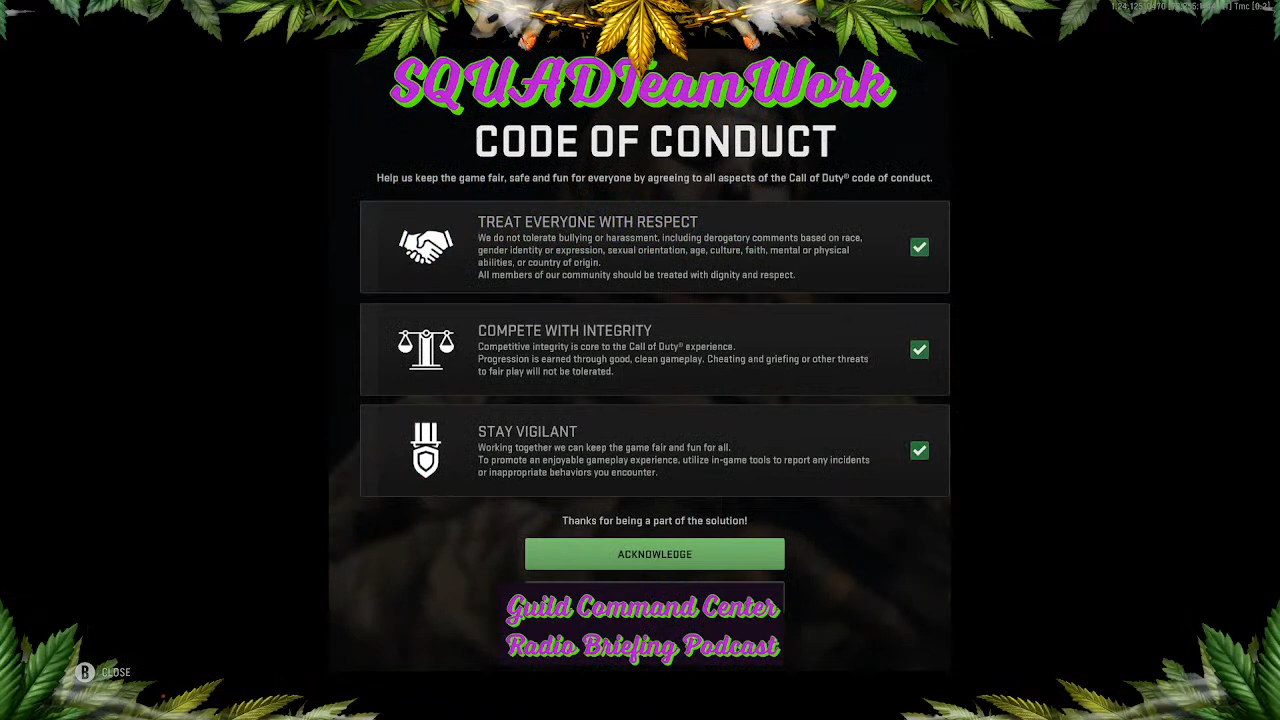 SQUADTeamWork
CODE OF CONDUCT
Help us keep the game fair, safe and fun for everyone by agreeing to all aspects of the Call of Duty® code of conduct.
TREAT EVERYONE WITH RESPECT
We do not tolerate bullying or harassment, including derogatory comments based on race,
gender identity or expression, sexual orientation, age, culture, faith, mental or physical
abilities, or country of origin.
All members of our community should be treated with dignity and respect.
COMPETE WITH INTEGRITY
Competitive integrity is core to the Call of Duty® experience.
Progression is earned through good, clean gameplay. Cheating and griefing or other threats
to fair play will not be tolerated.
STAY VIGILANT
Working together we can keep the game fair and fun for all.
To promote an enjoyable gameplay experience, utilize in-game tools to report any incidents
or inappropriate behaviors you encounter.
Thanks for being a part of the solution!
ACKNOWLEDGE
Guild Command Center
Radio Briefing Podcast
B CLOSE